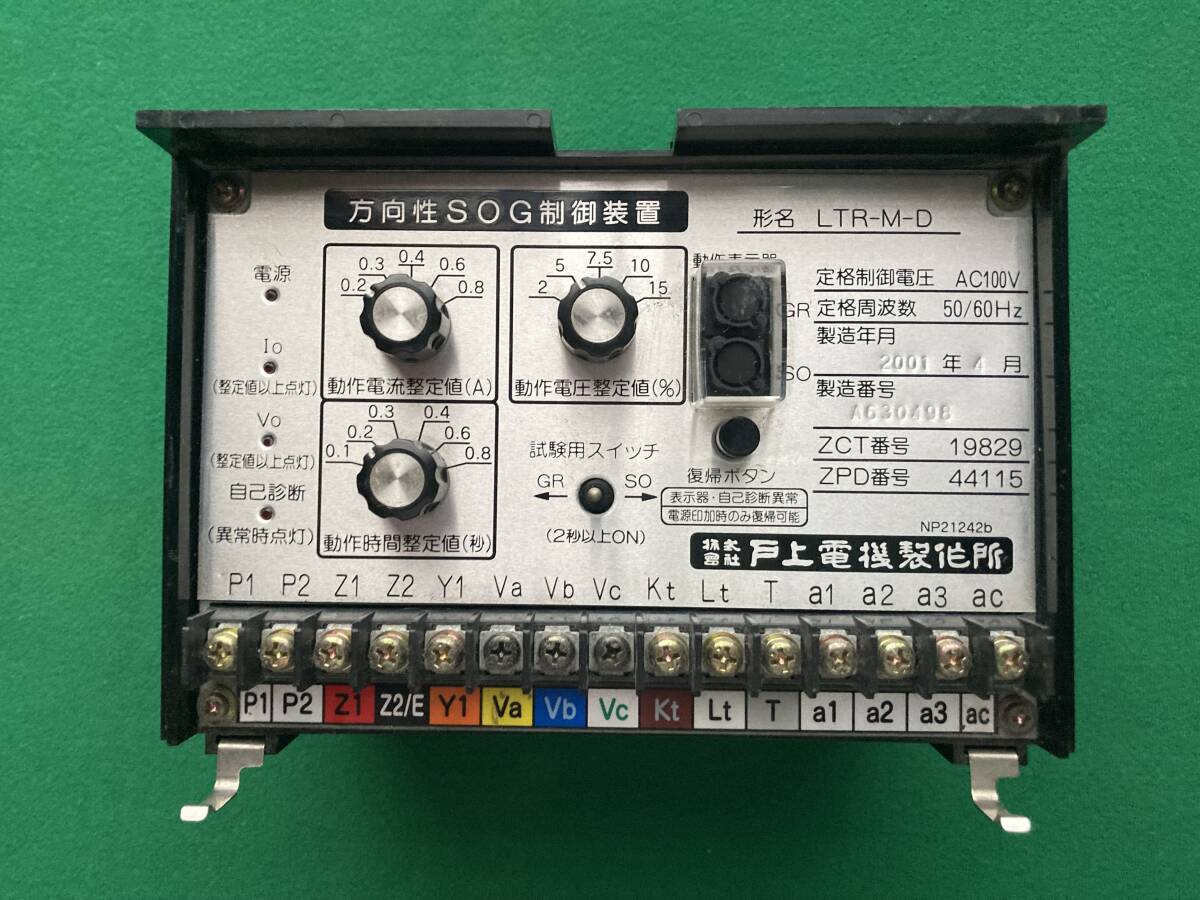 方向性SOG制御装置
形名 LTR-M-D
電源
Io
(整定値以上点灯)
Vo
(整定値以上点灯)
自己診断
(異常時点灯)
0.2 0.3 0.4 0.6 0.8
動作電流整定値(A)
2 5 7.5 10 15
動作電圧整定値(%)
0.1 0.2 0.3 0.4 0.6 0.8
動作時間整定値(秒)
試験用スイッチ
GR SO
(2秒以上ON)
動作表示器
GR
SO
復帰ボタン
表示器・自己診断異常
電源印加時のみ復帰可能
定格制御電圧 AC100V
定格周波数 50/60Hz
製造年月
2001 年 4 月
製造番号
A630498
ZCT番号 19829
ZPD番号 44115
NP21242b
株式會社 戸上電機製作所
P1 P2 Z1 Z2 Y1 Va Vb Vc Kt Lt T a1 a2 a3 ac
P1 P2 Z1 Z2/E Y1 Va Vb Vc Kt Lt T a1 a2 a3 ac